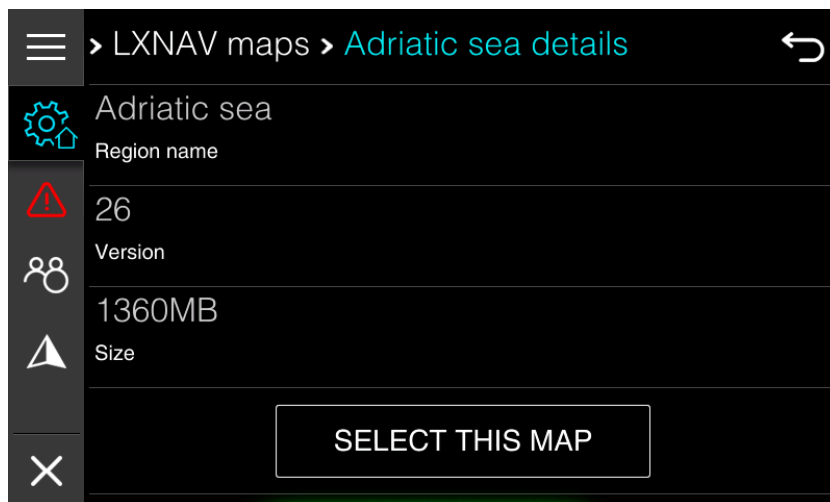 > LXNAV maps > Adriatic sea details
Adriatic sea
Region name
26
Version
1360MB
Size
SELECT THIS MAP